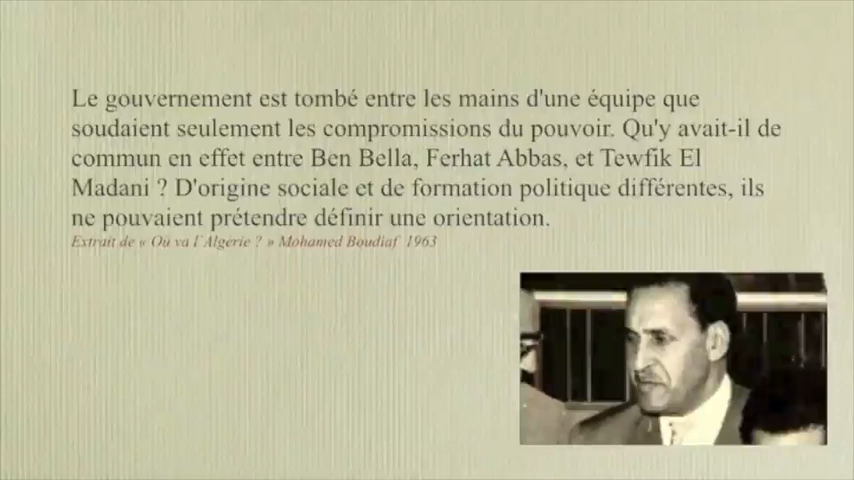 Le gouvernement est tombé entre les mains d'une équipe que
soudaient seulement les compromissions du pouvoir. Qu'y avait-il de
commun en effet entre Ben Bella, Ferhat Abbas, et Tewfik El
Madani ? D'origine sociale et de formation politique différentes, ils
ne pouvaient prétendre définir une orientation.
Extrait de « Où va l'Algérie ? » Mohamed Boudiaf 1963